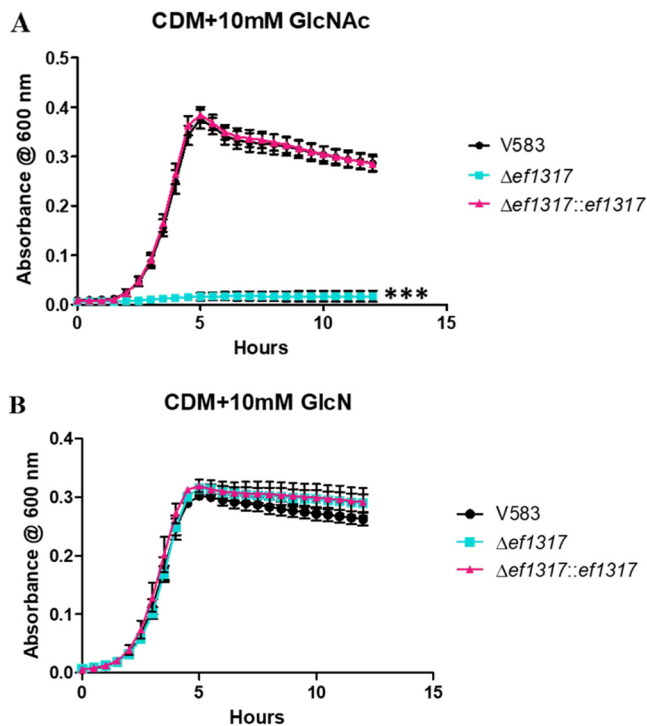 A
CDM+10mM GlcNAc
Absorbance @ 600 nm
0.5
0.4
0.3
0.2
0.1
0.0
0
5
10
15
Hours
***
V583
Δef1317
Δef1317::ef1317
B
CDM+10mM GlcN
Absorbance @ 600 nm
0.4
0.3
0.2
0.1
0.0
0
5
10
15
Hours
V583
Δef1317
Δef1317::ef1317